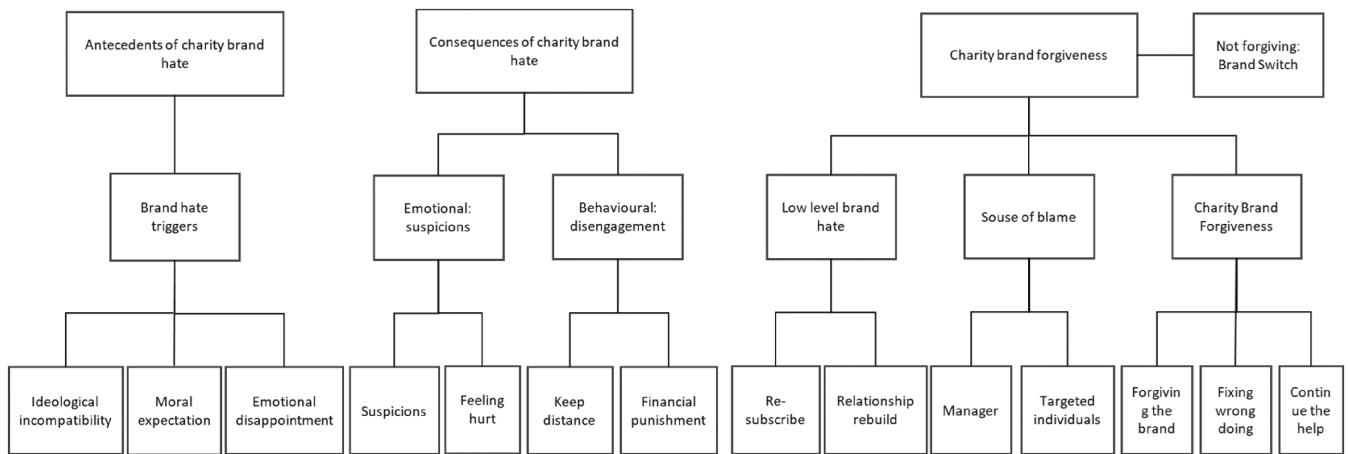 Antecedents of charity brand
hate
Consequences of charity brand
hate
Charity brand forgiveness
Not forgiving:
Brand Switch
Brand hate
triggers
Emotional:
suspicions
Behavioural:
disengagement
Low level brand
hate
Souse of blame
Charity Brand
Forgiveness
Ideological
incompatibility
Moral
expectation
Emotional
disappointment
Suspicions
Feeling
hurt
Keep
distance
Financial
punishment
Re-
subscribe
Relationship
rebuild
Manager
Targeted
individuals
Forgivin
g the
brand
Fixing
wrong
doing
Contin
ue the
help